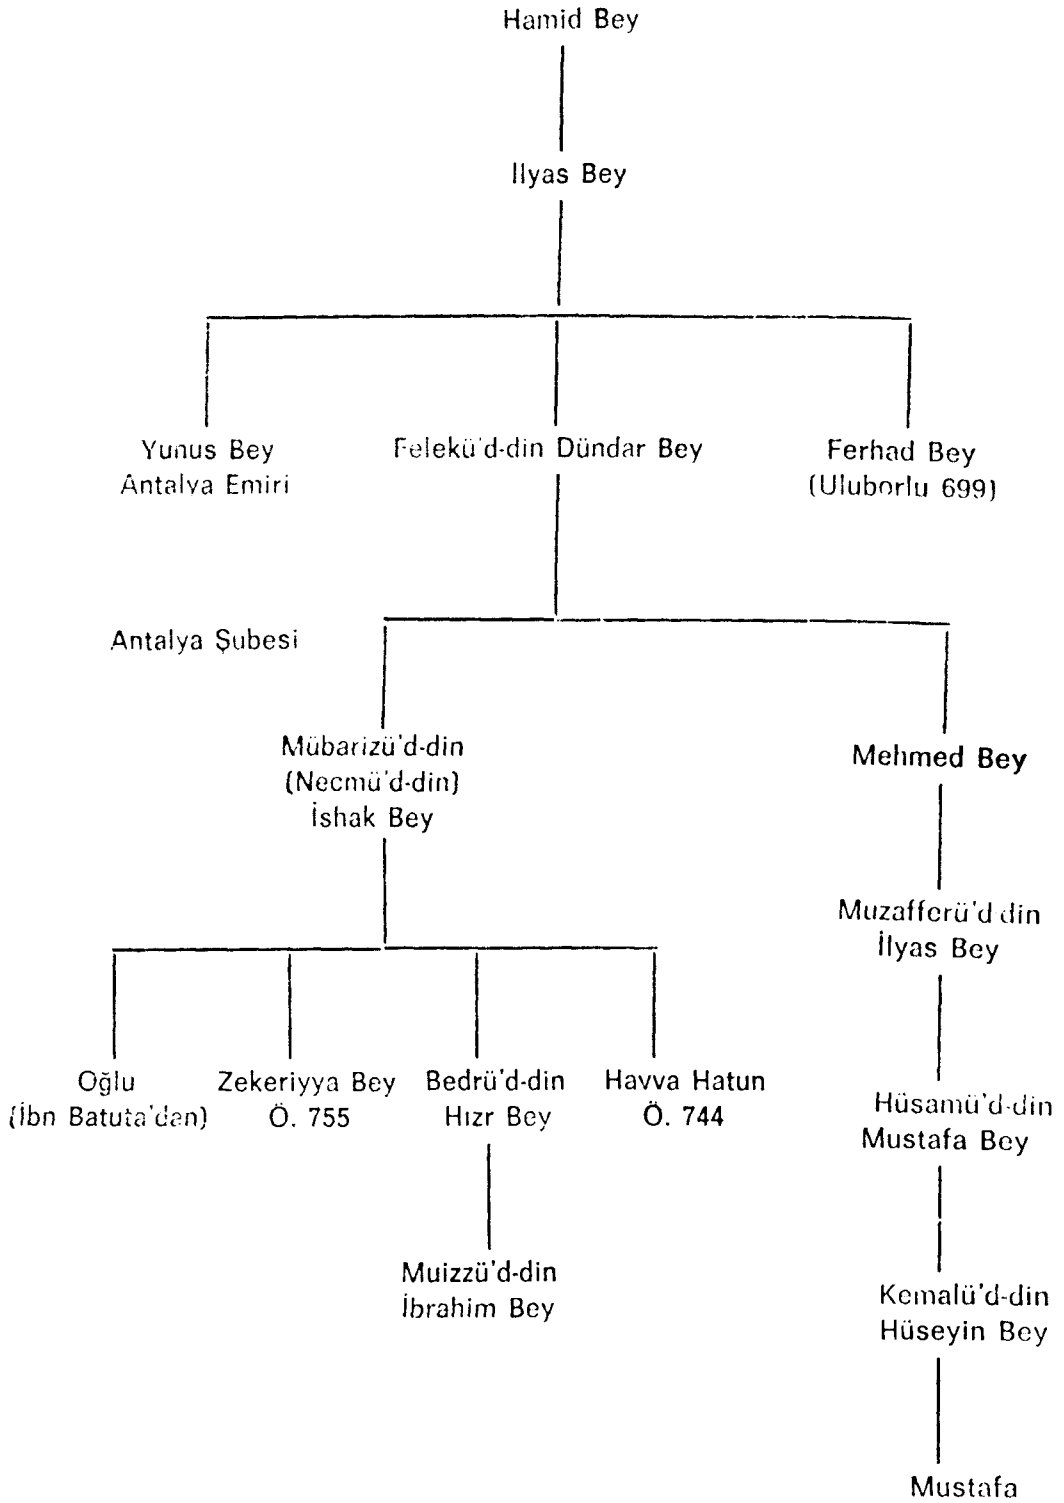 Hamid Bey
Ilyas Bey
Yunus Bey
Antalya Emiri
Felekü'd-din Dündar Bey
Ferhad Bey
(Uluborlu 699)
Antalya Şubesi
Mübarizü'd-din
(Necmü'd-din)
İshak Bey
Mehmed Bey
Muzafferü'd din
İlyas Bey
Oğlu
(İbn Batuta'dan)
Zekeriyya Bey
Ö. 755
Bedrü'd-din
Hızr Bey
Havva Hatun
Ö. 744
Hüsamü'd-din
Mustafa Bey
Muizzü'd-din
İbrahim Bey
Kemalü'd-din
Hüseyin Bey
Mustafa